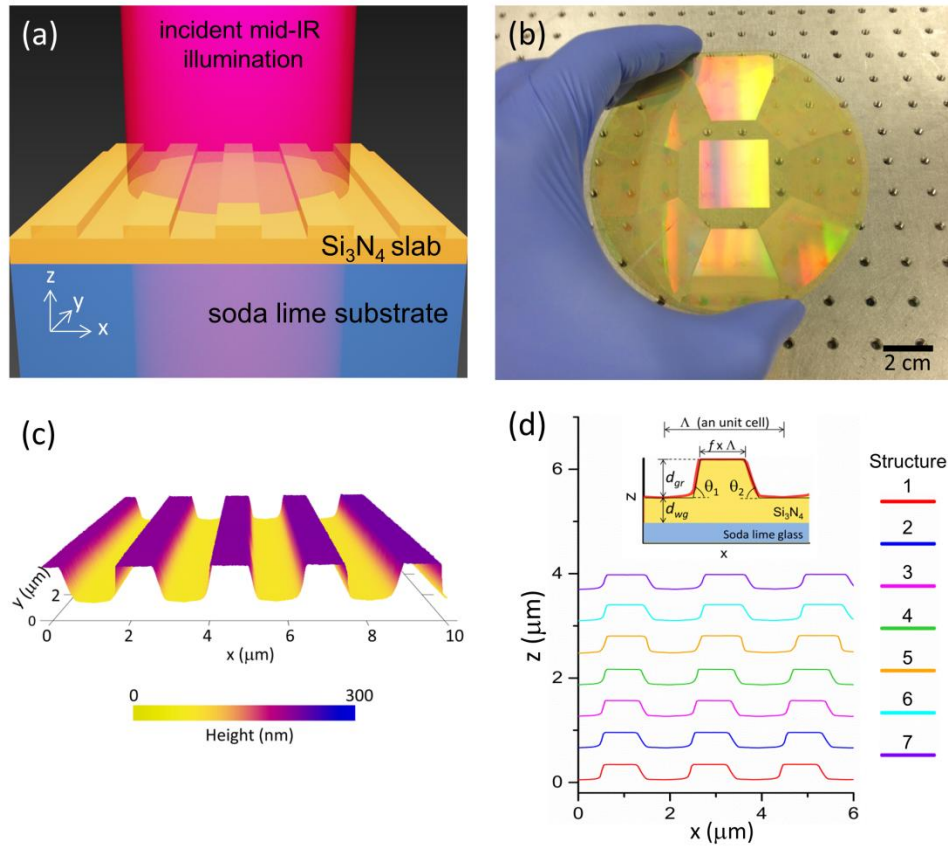 (a)
incident mid-IR
illumination
Si₃N₄ slab
z
y
x
soda lime substrate
(b)
2 cm
(c)
y (μm)
2
0
0 2 4 6 8 10
x (μm)
0 300
Height (nm)
(d)
Λ (an unit cell)
f x Λ
d_gr
θ₁ θ₂
z
d_wg
Si₃N₄
Soda lime glass
x
Structure
1
2
3
4
5
6
7
6
4
2
0
z (μm)
0 2 4 6
x (μm)